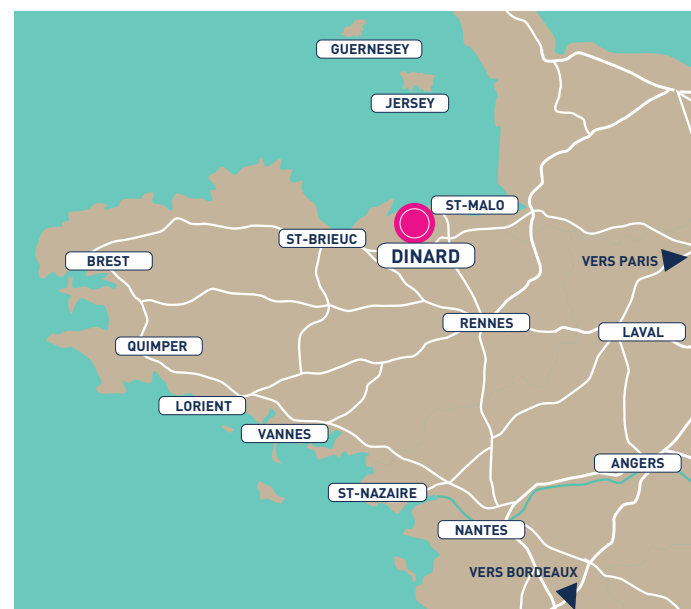 GUERNESEY
JERSEY
ST-MALO
ST-BRIEUC
DINARD
BREST
VERS PARIS
RENNES
LAVAL
QUIMPER
LORIENT
VANNES
ANGERS
ST-NAZAIRE
NANTES
VERS BORDEAUX